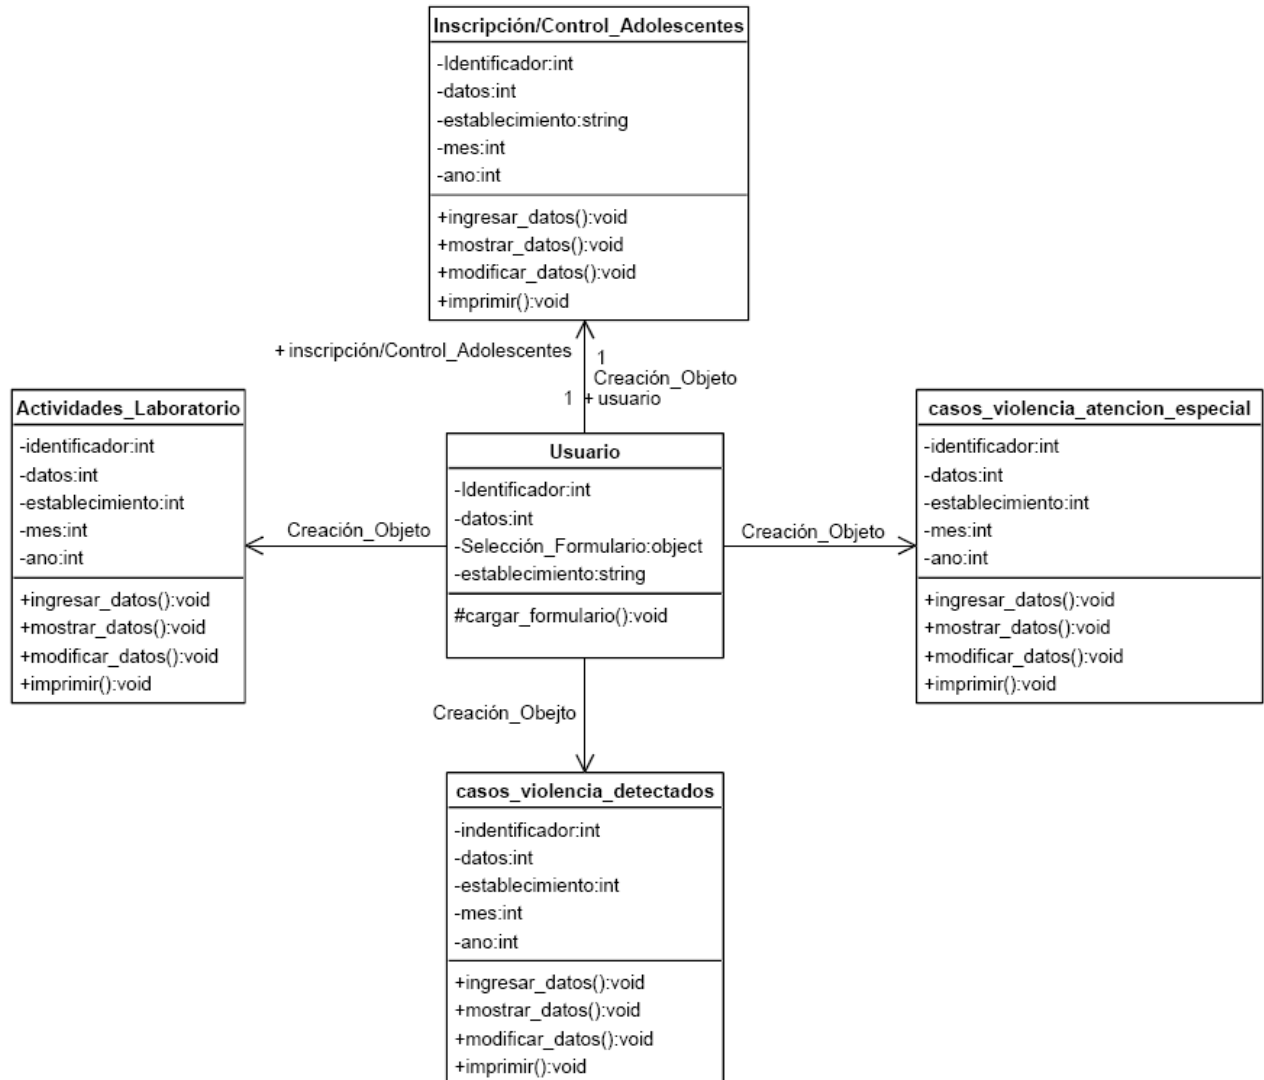 Inscripción/Control_Adolescentes
-Identificador:int
-datos:int
-establecimiento:string
-mes:int
-ano:int
+ingresar_datos():void
+mostrar_datos():void
+modificar_datos():void
+imprimir():void
+ inscripción/Control_Adolescentes
1
Creación_Objeto
1 + usuario
Actividades_Laboratorio
-identificador:int
-datos:int
-establecimiento:int
-mes:int
-ano:int
+ingresar_datos():void
+mostrar_datos():void
+modificar_datos():void
+imprimir():void
Creación_Objeto
Usuario
-Identificador:int
-datos:int
-Selección_Formulario:object
-establecimiento:string
#cargar_formulario():void
Creación_Objeto
casos_violencia_atencion_especial
-identificador:int
-datos:int
-establecimiento:int
-mes:int
-ano:int
+ingresar_datos():void
+mostrar_datos():void
+modificar_datos():void
+imprimir():void
Creación_Obejto
casos_violencia_detectados
-indentificador:int
-datos:int
-establecimiento:int
-mes:int
-ano:int
+ingresar_datos():void
+mostrar_datos():void
+modificar_datos():void
+imprimir():void